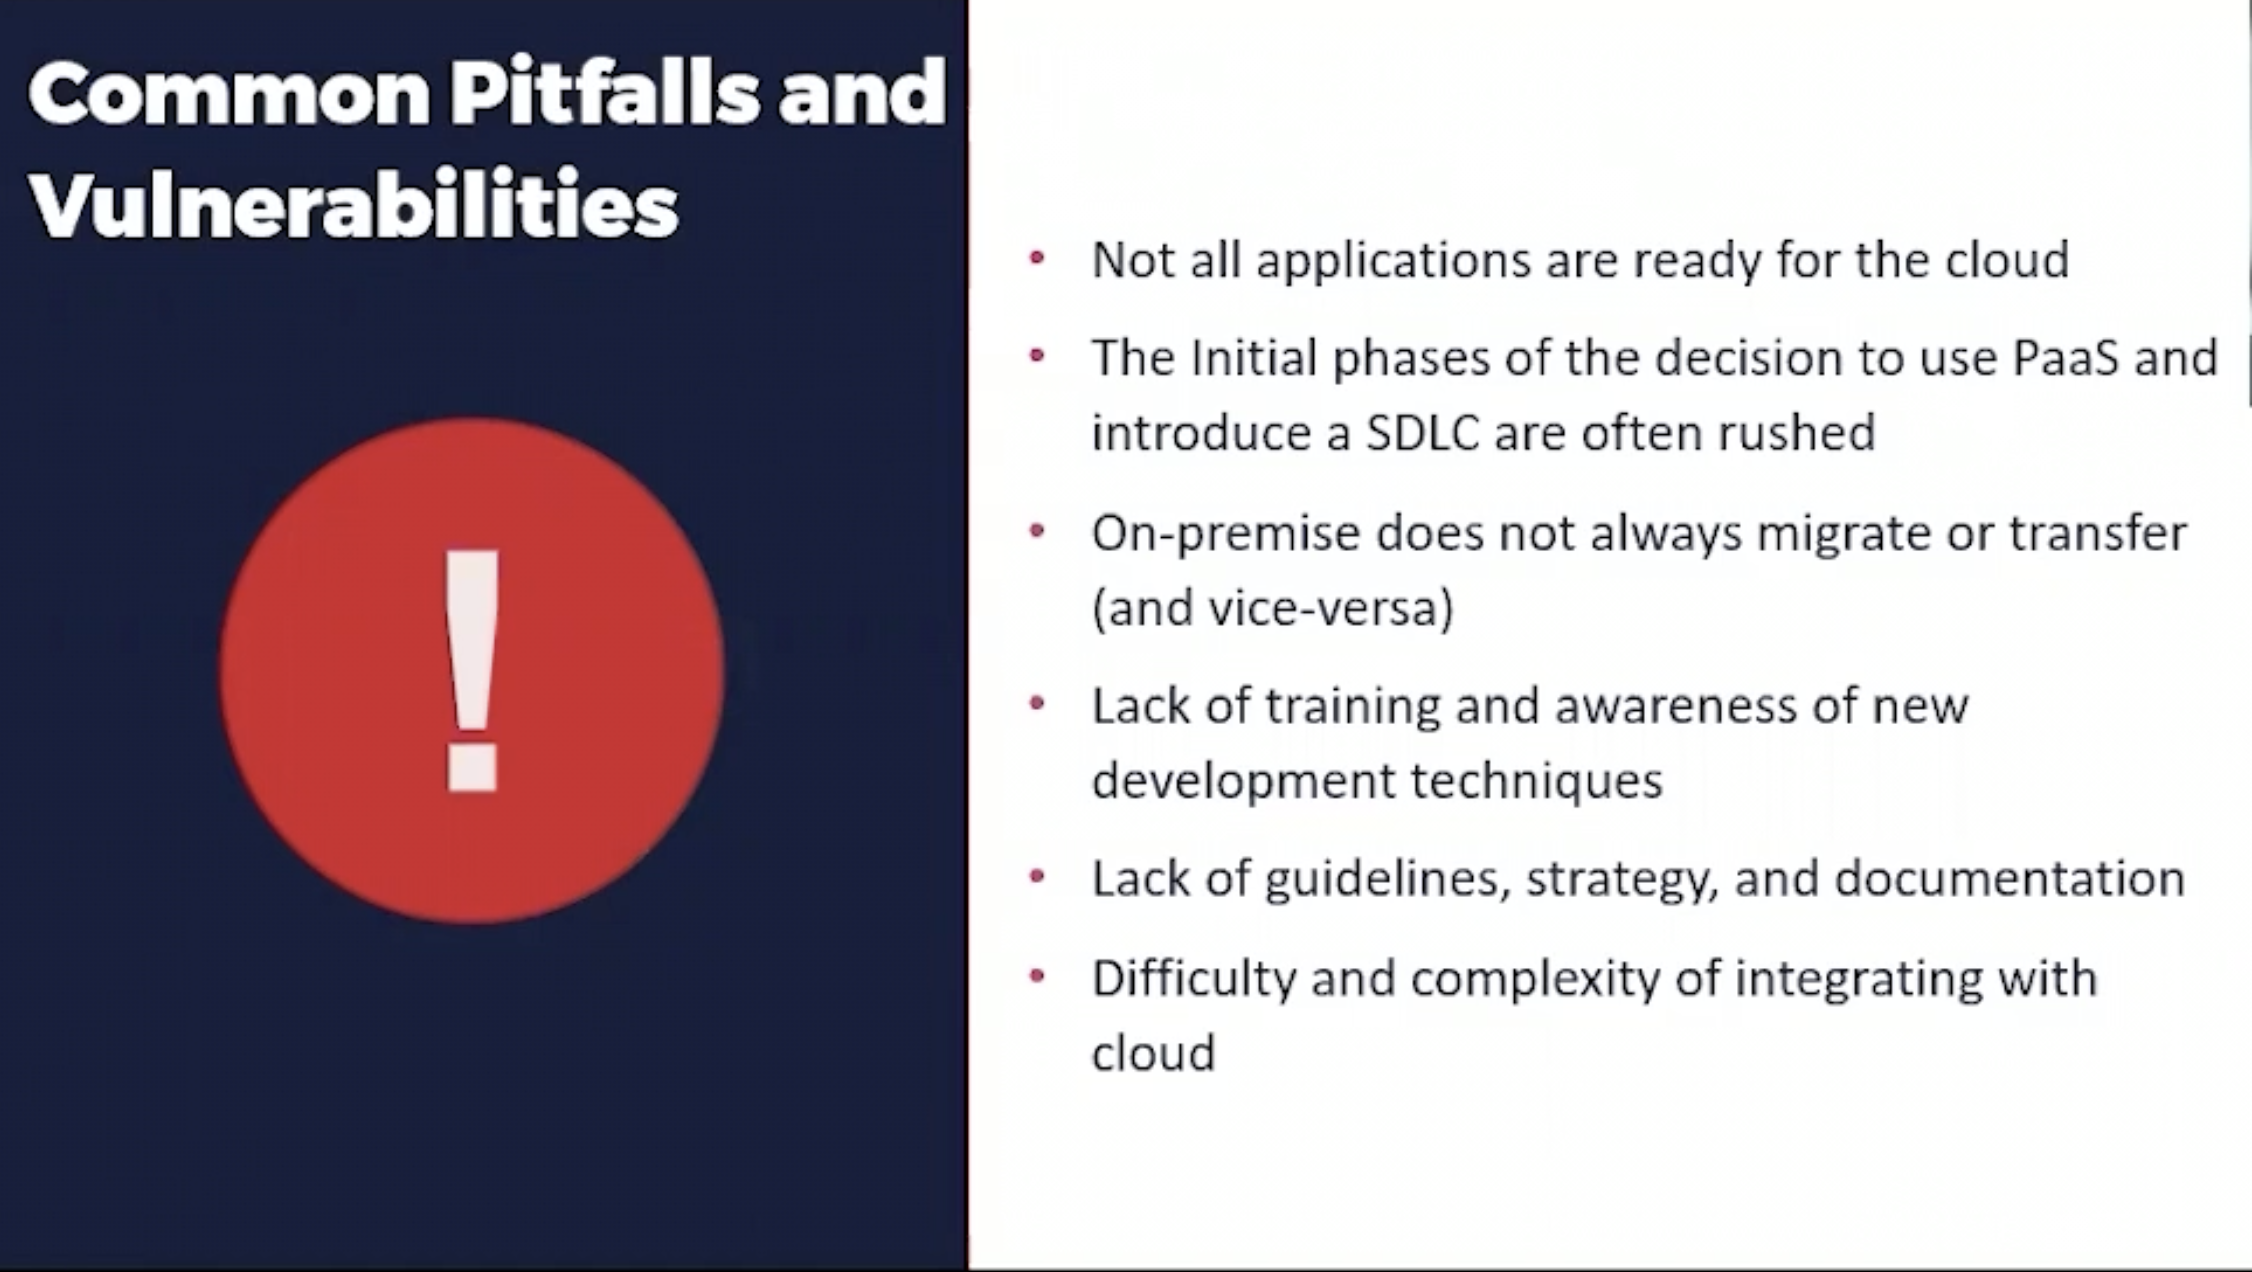 Common Pitfalls and
Vulnerabilities
!
• Not all applications are ready for the cloud
• The Initial phases of the decision to use PaaS and
introduce a SDLC are often rushed
• On-premise does not always migrate or transfer
(and vice-versa)
• Lack of training and awareness of new
development techniques
• Lack of guidelines, strategy, and documentation
• Difficulty and complexity of integrating with
cloud